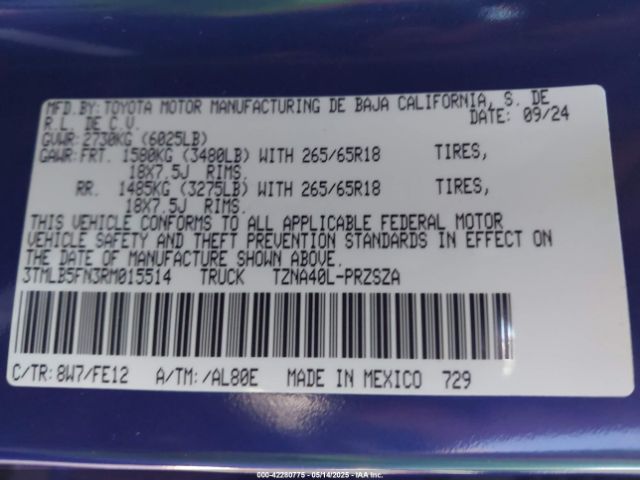 MFD.BY:TOYOTA MOTOR MANUFACTURING DE BAJA CALIFORNIA, S. DE
R.L. DE C.V. DATE: 09/24
GVWR:2730KG (6025LB)
GAWR:FRT. 1580KG (3480LB) WITH 265/65R18 TIRES,
18X7.5J RIMS.
RR. 1485KG (3275LB) WITH 265/65R18 TIRES,
18X7.5J RIMS.
THIS VEHICLE CONFORMS TO ALL APPLICABLE FEDERAL MOTOR
VEHICLE SAFETY AND THEFT PREVENTION STANDARDS IN EFFECT ON
THE DATE OF MANUFACTURE SHOWN ABOVE.
3TMLB5FN3RM015514 TRUCK TZNA40L-PRZSZA
C/TR: 8W7/FE12 A/TM: /AL80E MADE IN MEXICO 729
000-42280775 - 05/14/2025 - IAA Inc.